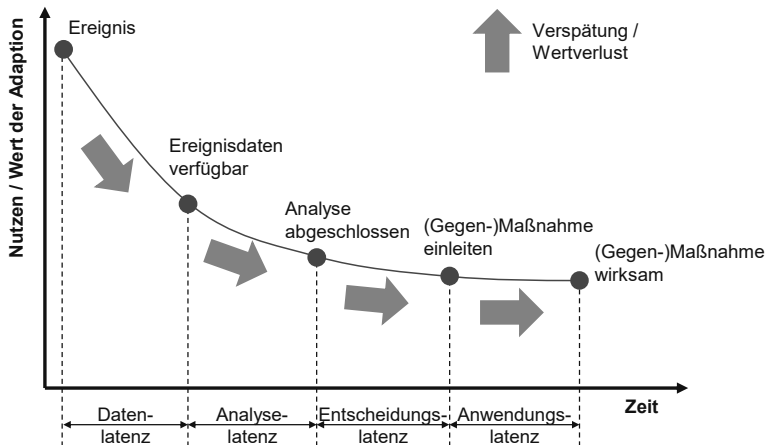 Ereignis
Verspätung /
Wertverlust
Nutzen / Wert der Adaption
Ereignisdaten
verfügbar
Analyse
abgeschlossen
(Gegen-)Maßnahme
einleiten
(Gegen-)Maßnahme
wirksam
Zeit
Daten-
latenz
Analyse-
latenz
Entscheidungs-
latenz
Anwendungs-
latenz